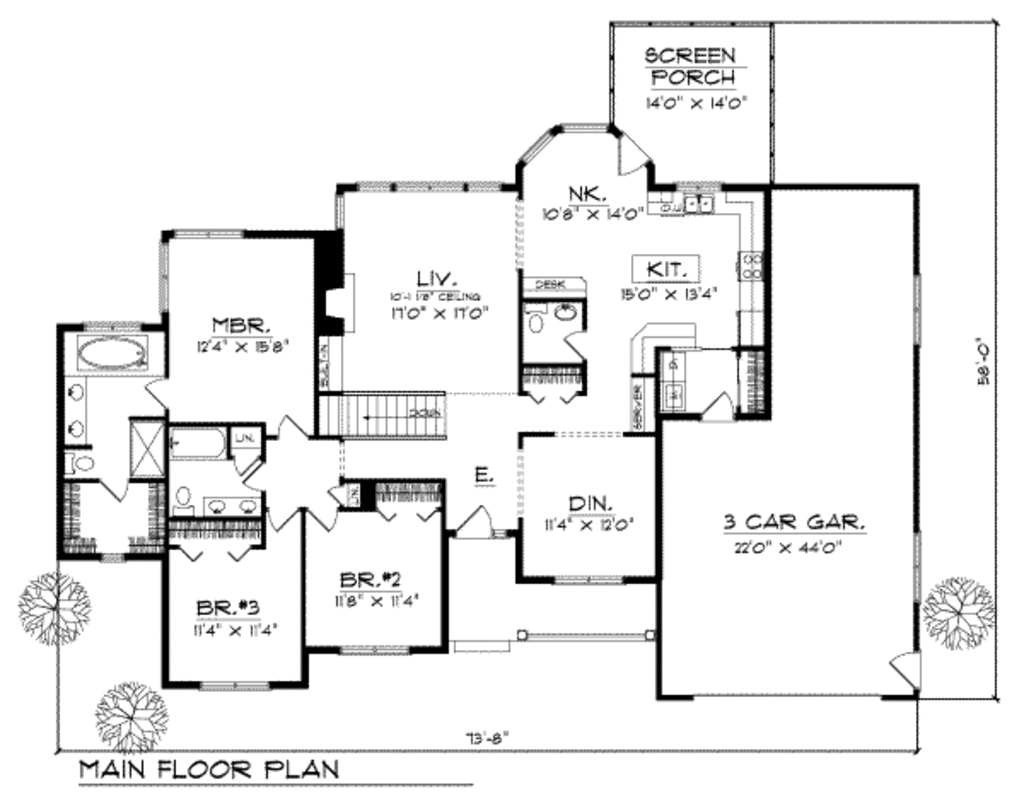 SCREEN
PORCH
14'0" X 14'0"
NK.
10'8" X 14'0"
D.W.
LIV.
10'-1 1/8" CEILING
17'0" X 17'0"
KIT.
15'0" X 13'4"
DESK
MBR.
12'4" X 15'8"
BUILT-IN
SERVER
DOWN
LIN.
LIN.
E.
DIN.
11'4" X 12'0"
3 CAR GAR.
22'0" X 44'0"
BR.#2
11'8" X 11'4"
BR.#3
11'4" X 11'4"
58'-0"
73'-8"
MAIN FLOOR PLAN